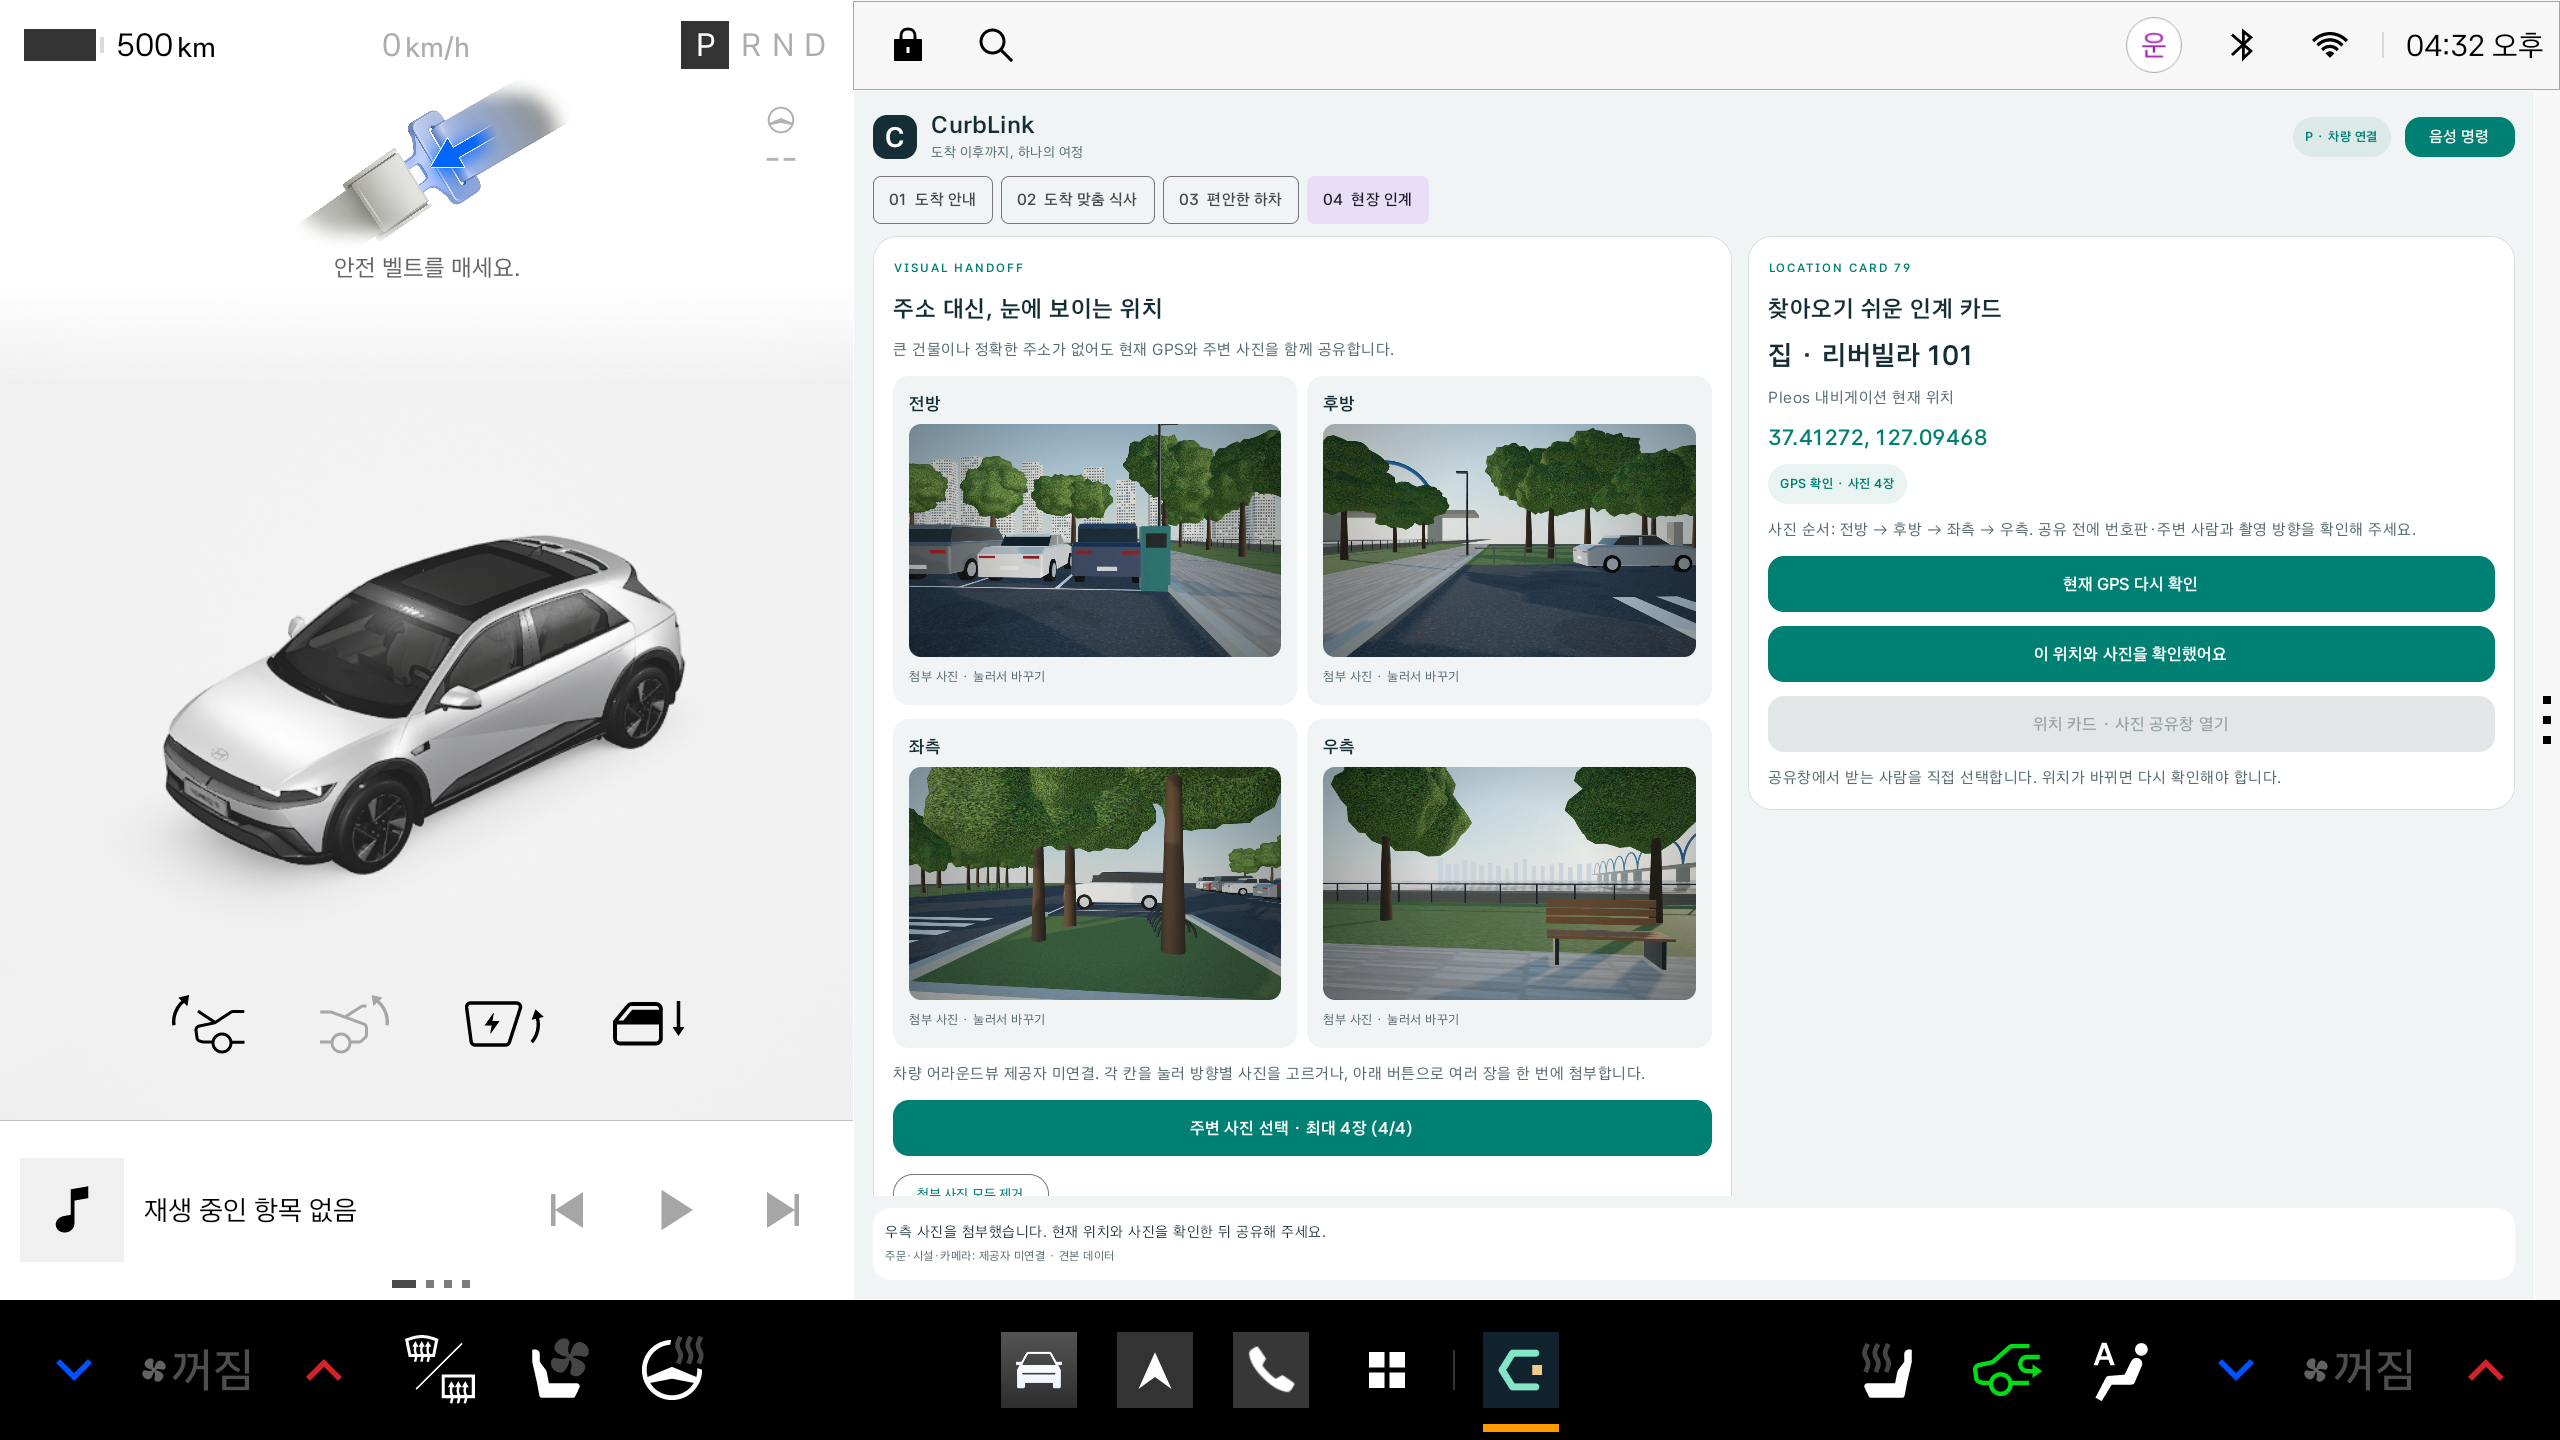 500 km
0 km/h
P R N D
안전 벨트를 매세요.
재생 중인 항목 없음
운
04:32 오후
C
CurbLink
도착 이후까지, 하나의 여정
P · 차량 연결
음성 명령
01 도착 안내
02 도착 맞춤 식사
03 편안한 하차
04 현장 인계
VISUAL HANDOFF
주소 대신, 눈에 보이는 위치
큰 건물이나 정확한 주소가 없어도 현재 GPS와 주변 사진을 함께 공유합니다.
전방
첨부 사진 · 눌러서 바꾸기
후방
첨부 사진 · 눌러서 바꾸기
좌측
첨부 사진 · 눌러서 바꾸기
우측
첨부 사진 · 눌러서 바꾸기
차량 어라운드뷰 제공자 미연결. 각 칸을 눌러 방향별 사진을 고르거나, 아래 버튼으로 여러 장을 한 번에 첨부합니다.
주변 사진 선택 · 최대 4장 (4/4)
첨부 사진 모두 제거
LOCATION CARD 79
찾아오기 쉬운 인계 카드
집 · 리버빌라 101
Pleos 내비게이션 현재 위치
37.41272, 127.09468
GPS 확인 · 사진 4장
사진 순서: 전방 → 후방 → 좌측 → 우측. 공유 전에 번호판·주변 사람과 촬영 방향을 확인해 주세요.
현재 GPS 다시 확인
이 위치와 사진을 확인했어요
위치 카드 · 사진 공유창 열기
공유창에서 받는 사람을 직접 선택합니다. 위치가 바뀌면 다시 확인해야 합니다.
우측 사진을 첨부했습니다. 현재 위치와 사진을 확인한 뒤 공유해 주세요.
주문·시설·카메라: 제공자 미연결 · 견본 데이터
꺼짐
A
꺼짐